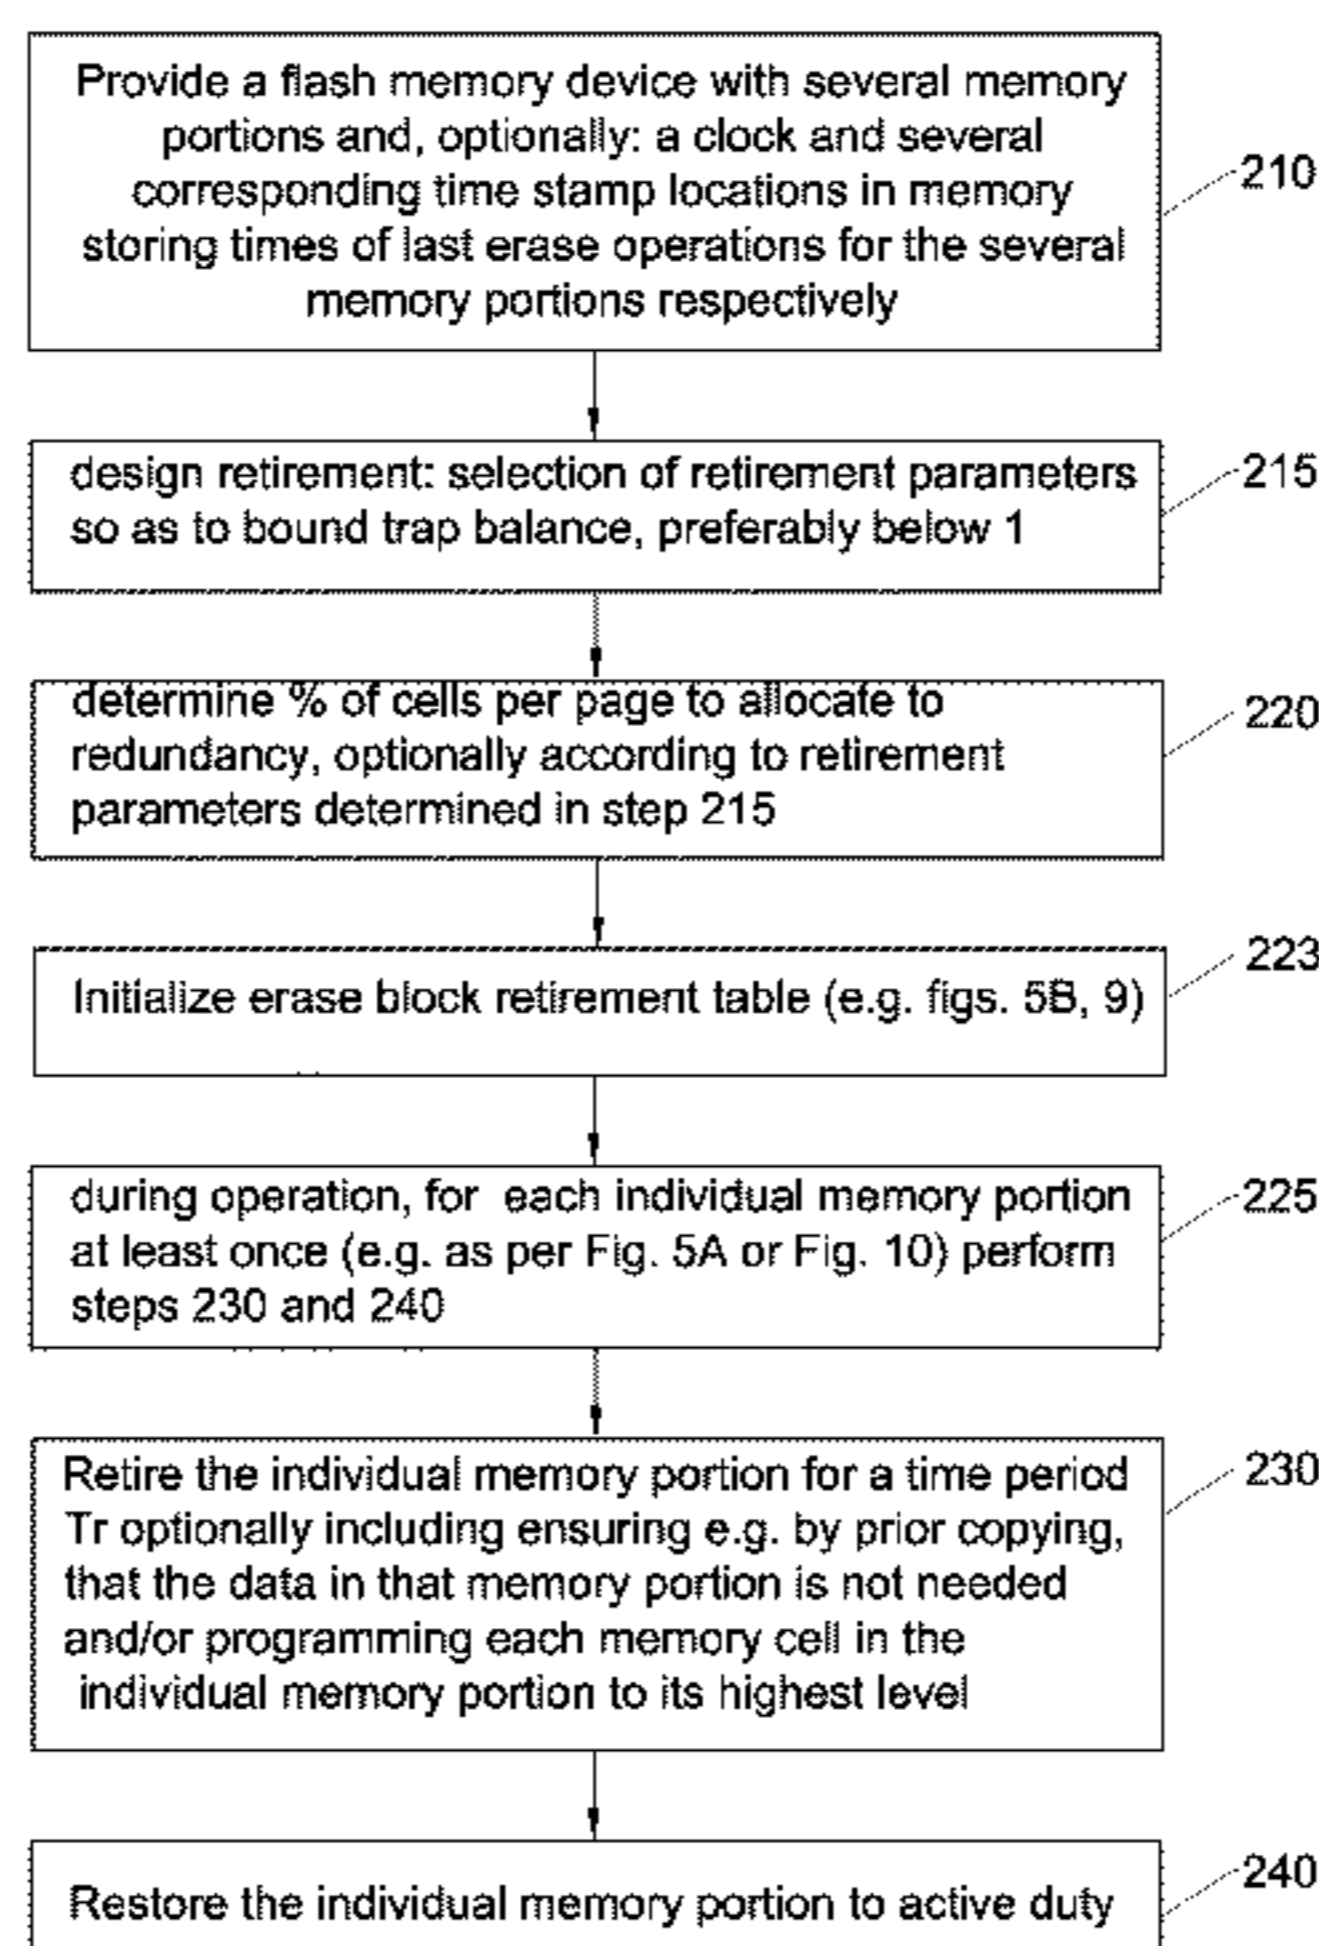 Provide a flash memory device with several memory
portions and, optionally: a clock and several
corresponding time stamp locations in memory
storing times of last erase operations for the several
memory portions respectively
210
design retirement: selection of retirement parameters
so as to bound trap balance, preferably below 1
215
determine % of cells per page to allocate to
redundancy, optionally according to retirement
parameters determined in step 215
220
Initialize erase block retirement table (e.g. figs. 5B, 9)
223
during operation, for each individual memory portion
at least once (e.g. as per Fig. 5A or Fig. 10) perform
steps 230 and 240
225
Retire the individual memory portion for a time period
Tr optionally including ensuring e.g. by prior copying,
that the data in that memory portion is not needed
and/or programming each memory cell in the
individual memory portion to its highest level
230
Restore the individual memory portion to active duty
240